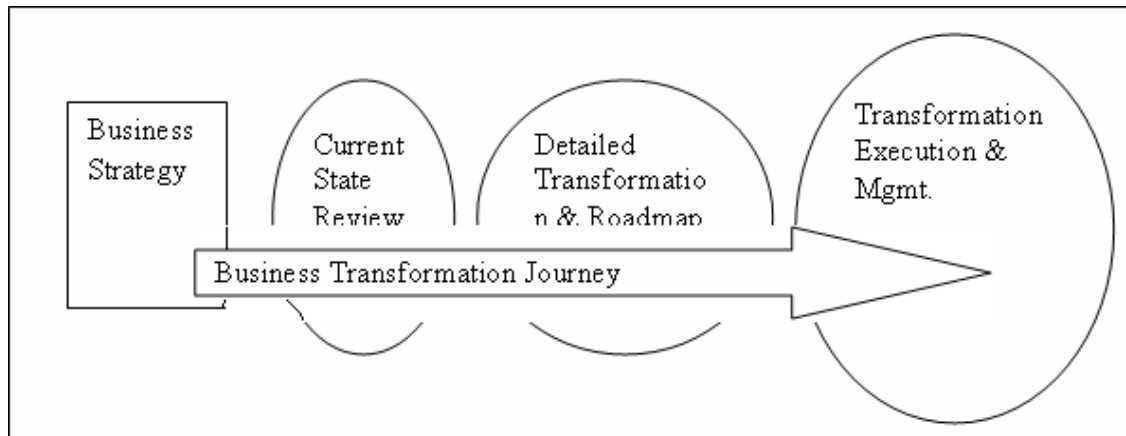 Business
Strategy
Current
State
Review
Detailed
Transformatio
n & Roadmap
Transformation
Execution &
Mgmt.
Business Transformation Journey